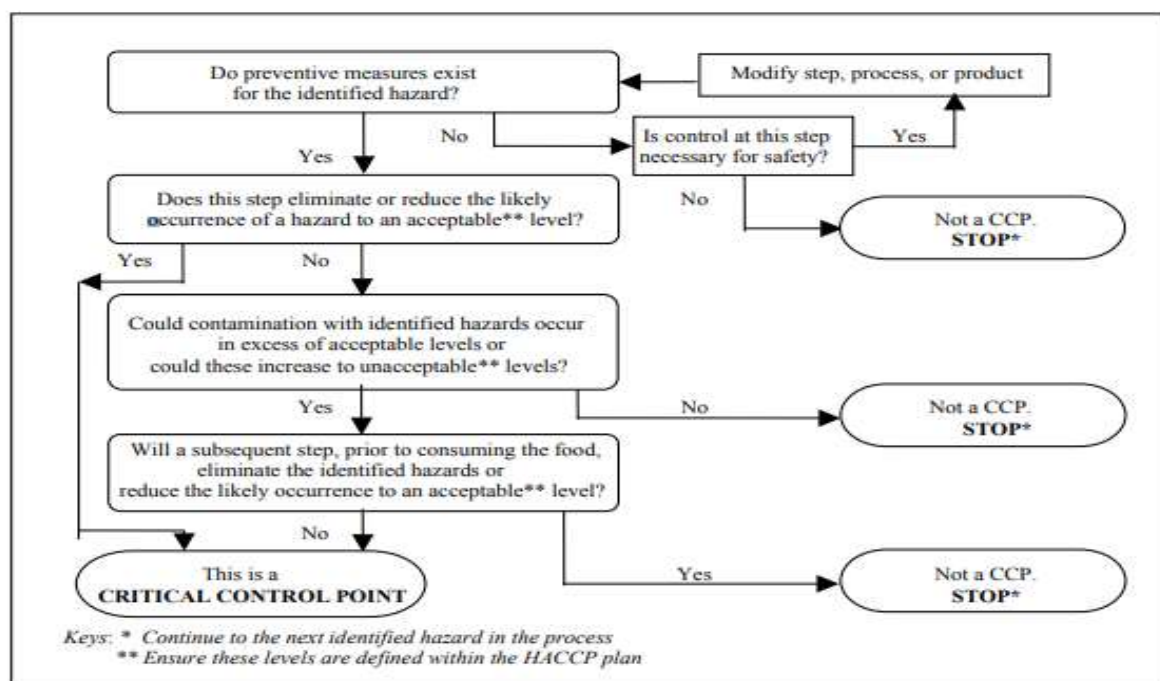 Do preventive measures exist
for the identified hazard?
Modify step, process, or product
No
Yes
Is control at this step
necessary for safety?
Yes
Does this step eliminate or reduce the likely
occurrence of a hazard to an acceptable** level?
No
Not a CCP.
STOP*
Yes
No
Could contamination with identified hazards occur
in excess of acceptable levels or
could these increase to unacceptable** levels?
Yes
No
Not a CCP.
STOP*
Will a subsequent step, prior to consuming the food,
eliminate the identified hazards or
reduce the likely occurrence to an acceptable** level?
No
Yes
Not a CCP.
STOP*
This is a
CRITICAL CONTROL POINT
Keys: * Continue to the next identified hazard in the process
** Ensure these levels are defined within the HACCP plan